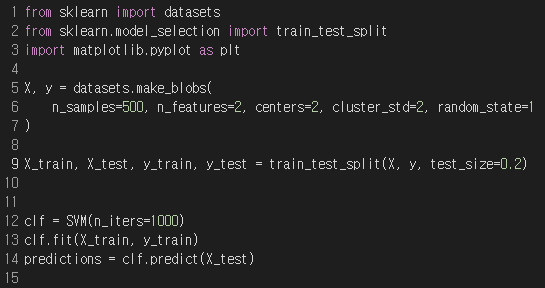 1 from sklearn import datasets
2 from sklearn.model_selection import train_test_split
3 import matplotlib.pyplot as plt
4
5 X, y = datasets.make_blobs(
6     n_samples=500, n_features=2, centers=2, cluster_std=2, random_state=1
7 )
8
9 X_train, X_test, y_train, y_test = train_test_split(X, y, test_size=0.2)
10
11
12 clf = SVM(n_iters=1000)
13 clf.fit(X_train, y_train)
14 predictions = clf.predict(X_test)
15